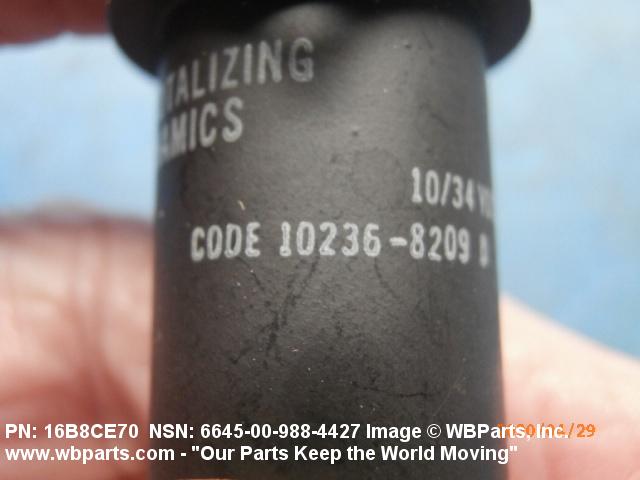 TALIZING
AMICS
10/34
CODE 10236-8209
PN: 16B8CE70 NSN: 6645-00-988-4427 Image © WBParts, Inc.
www.wbparts.com - "Our Parts Keep the World Moving"